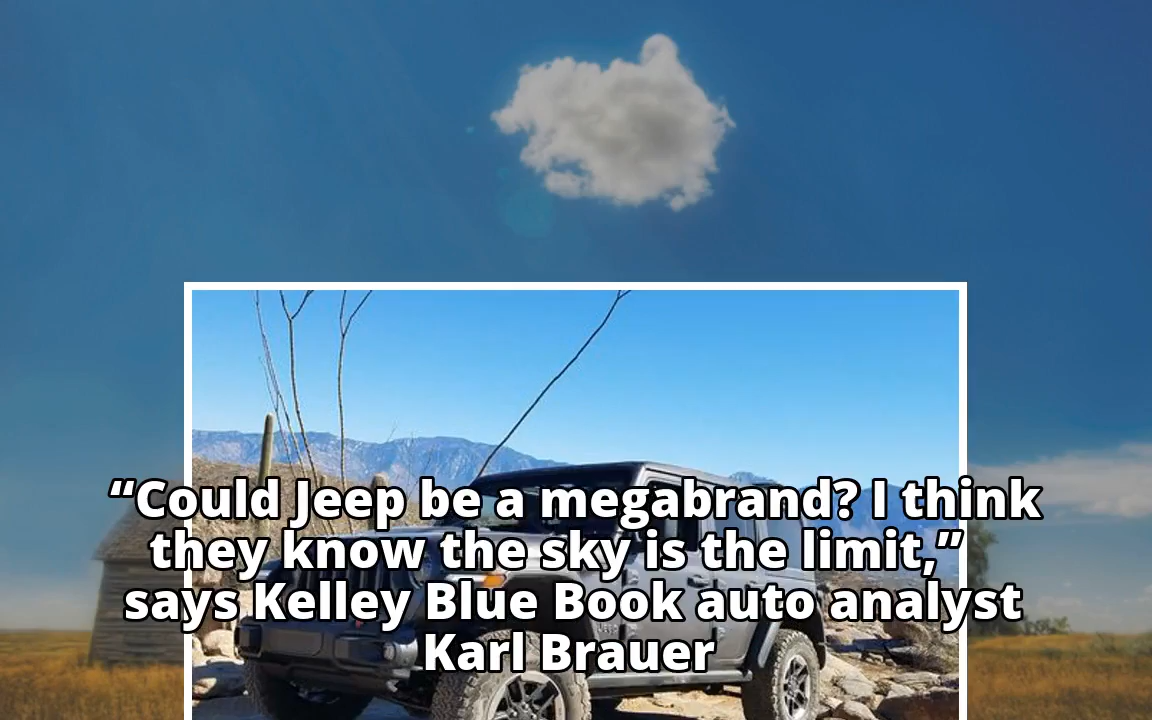 “Could Jeep be a megabrand? I think
they know the sky is the limit,”
says Kelley Blue Book auto analyst
Karl Brauer